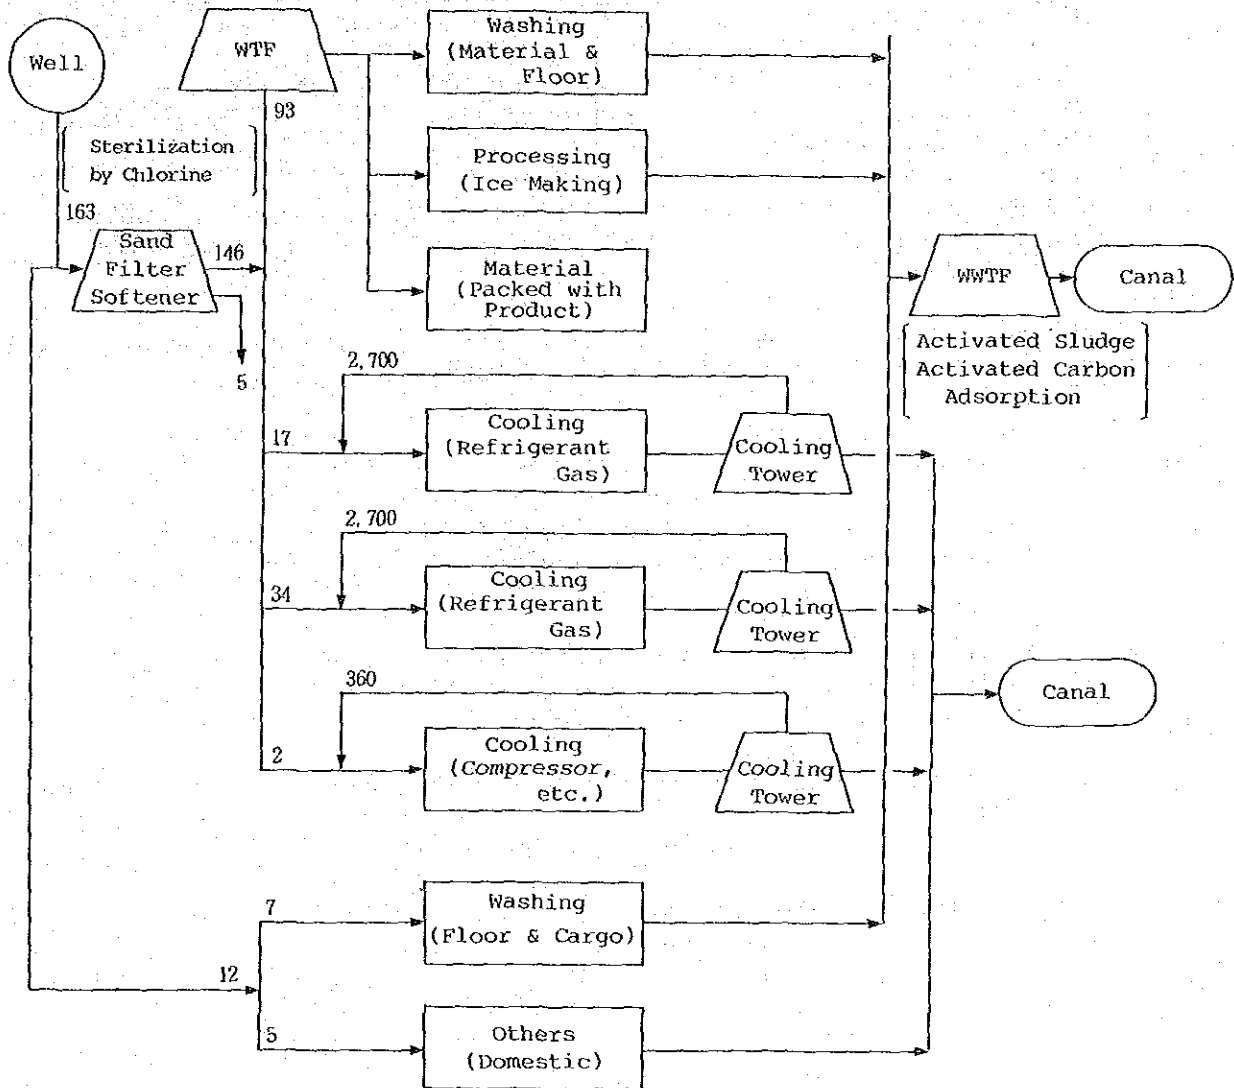 Well
WTF
93
Sterilization
by Chlorine
163
Sand
Filter
Softener
146
5
Washing
(Material &
Floor)
Processing
(Ice Making)
Material
(Packed with
Product)
WWTF
Canal
Activated Sludge
Activated Carbon
Adsorption
2,700
17
Cooling
(Refrigerant
Gas)
Cooling
Tower
2,700
34
Cooling
(Refrigerant
Gas)
Cooling
Tower
Canal
360
2
Cooling
(Compressor,
etc.)
Cooling
Tower
7
Washing
(Floor & Cargo)
12
5
Others
(Domestic)